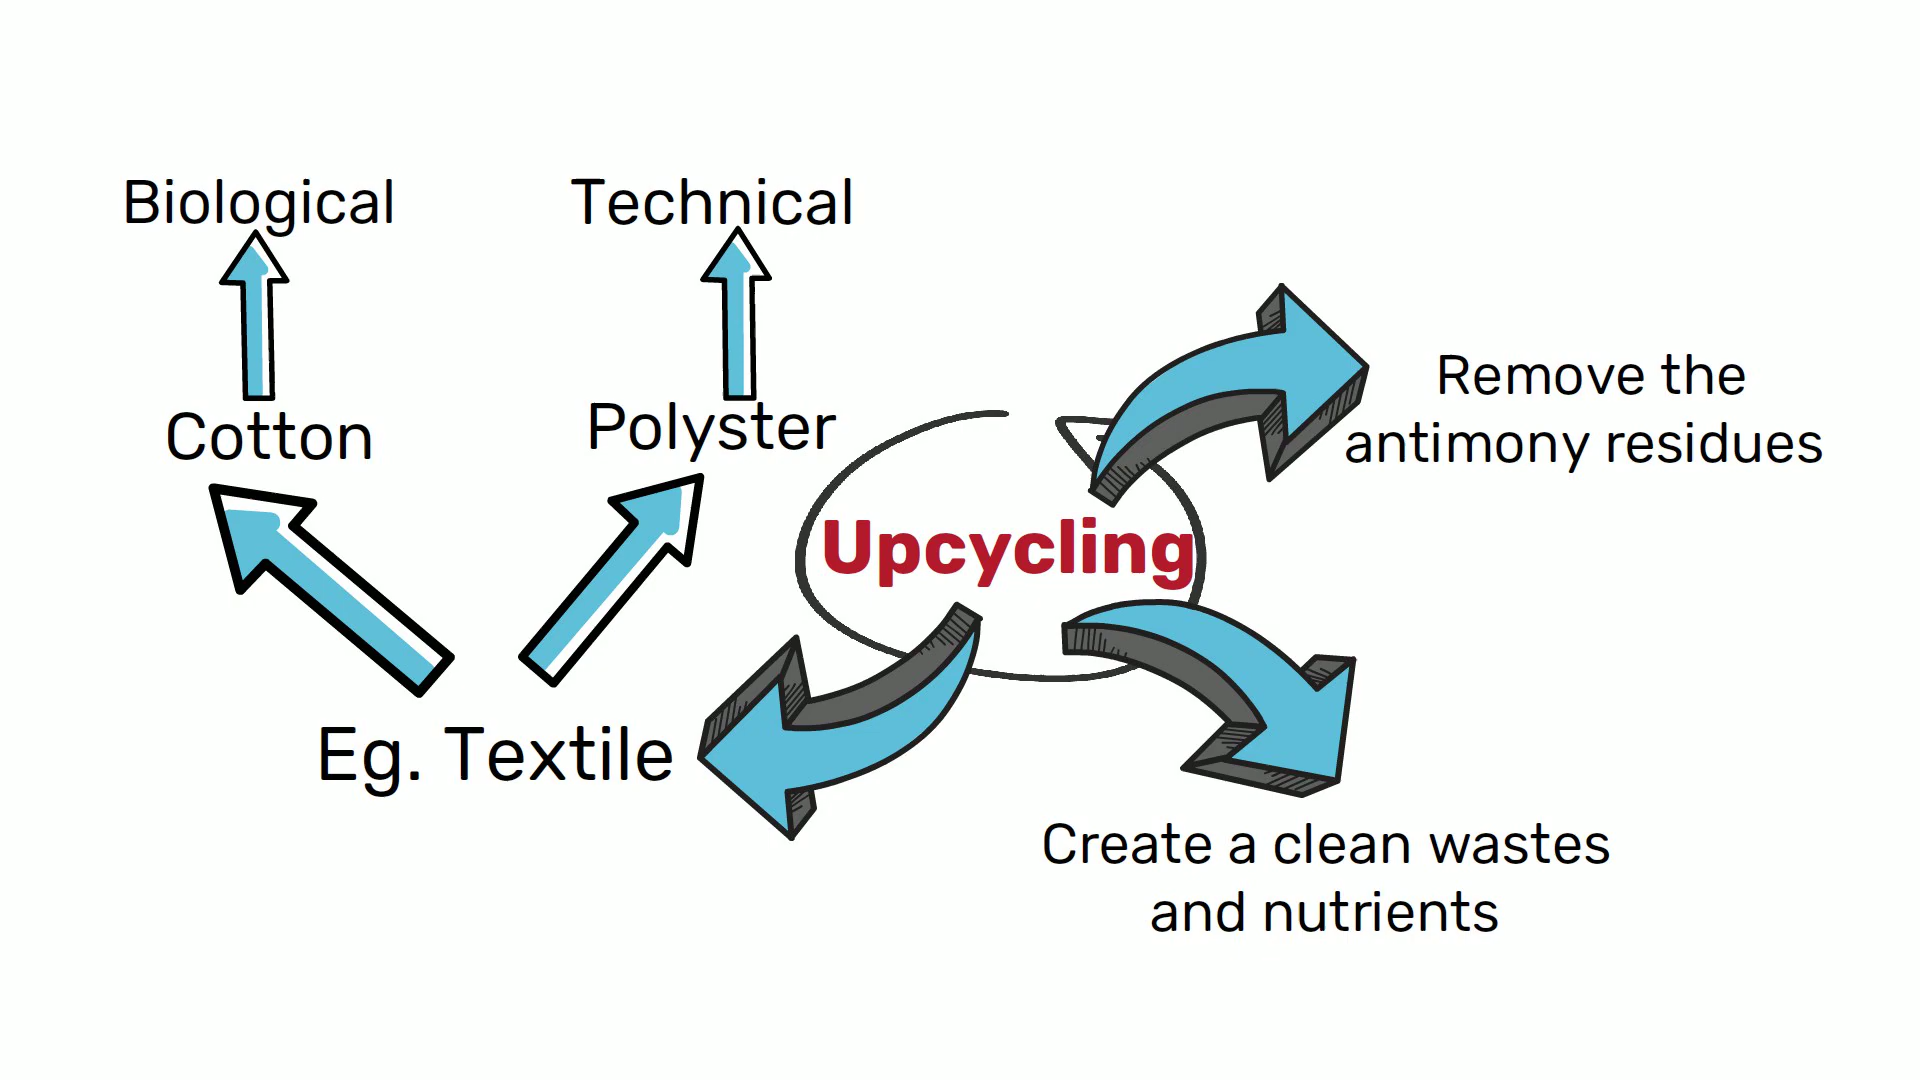 Biological
Technical
Cotton
Polyster
Remove the
antimony residues
Upcycling
Eg. Textile
Create a clean wastes
and nutrients